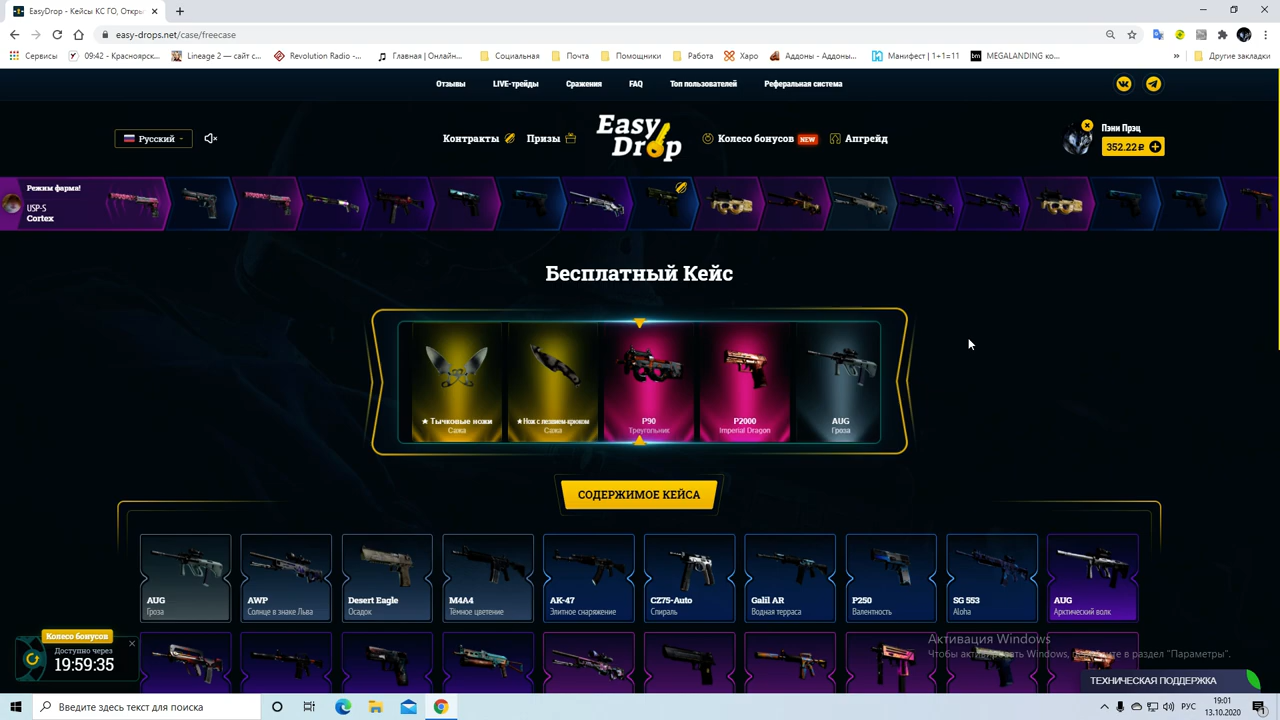 EasyDrop - Кейсы КС ГО, Откры
easy-drops.net/case/freecase
Сервисы
09:42 - Красноярск...
Lineage 2 — сайт с...
Revolution Radio -...
Главная | Онлайн...
Социальная
Почта
Помощники
Работа
Харо
Аддоны - Аддоны...
Манифест | 1+1=11
MEGALANDING ко...
Другие закладки
Отзывы
LIVE-трейды
Сражения
FAQ
Топ пользователей
Реферальная система
Русский
Контракты
Призы
Easy
Drop
Колесо бонусов NEW
Апгрейд
Пэни Прэц
352.22
Режим фарма!
USP-S
Cortex
Бесплатный Кейс
★ Тычковые ножи
Сажа
★ Нож с лезвием-крюком
Сажа
P90
Треугольник
P2000
Imperial Dragon
AUG
Гроза
СОДЕРЖИМОЕ КЕЙСА
AUG
Гроза
AWP
Солнце в знаке Льва
Desert Eagle
Осадок
M4A4
Тёмное цветение
AK-47
Элитное снаряжение
CZ75-Auto
Спираль
Galil AR
Водная терраса
P250
Валентность
SG 553
Aloha
AUG
Арктический волк
Колесо бонусов
Доступно через
19:59:35
Активация Windows
Чтобы активировать Windows, перейдите в раздел "Параметры".
ТЕХНИЧЕСКАЯ ПОДДЕРЖКА
Введите здесь текст для поиска
РУС
19:01
13.10.2020